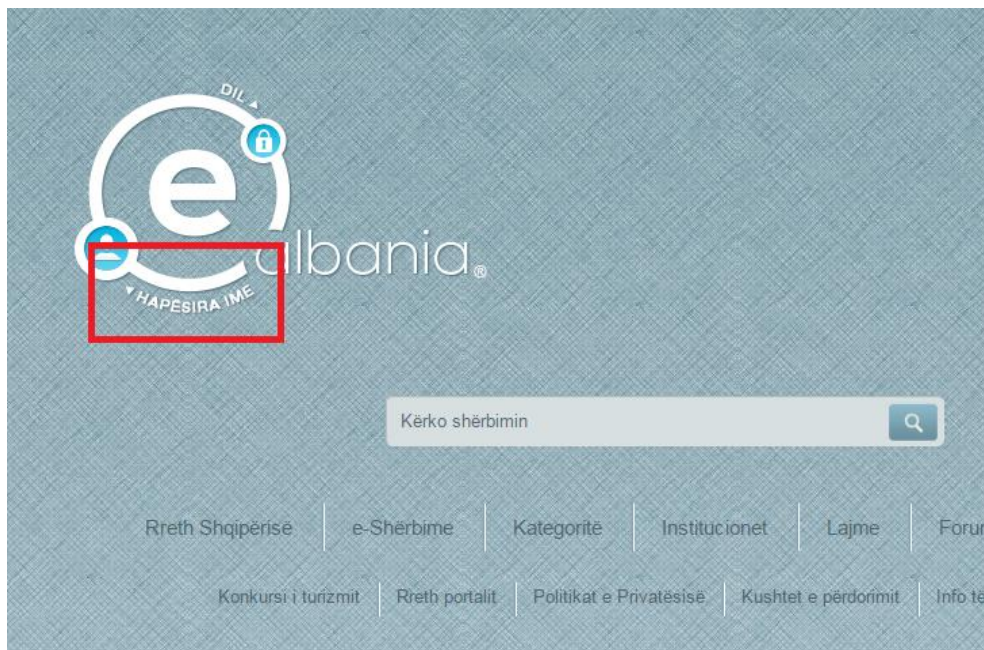 DIL
e
albania®
HAPËSIRA IME
Kërko shërbimin
Rreth Shqipërisë e-Shërbime Kategoritë Institucionet Lajme
Konkursi i turizmit Rreth portalit Politikat e Privatësisë Kushtet e përdorimit Info